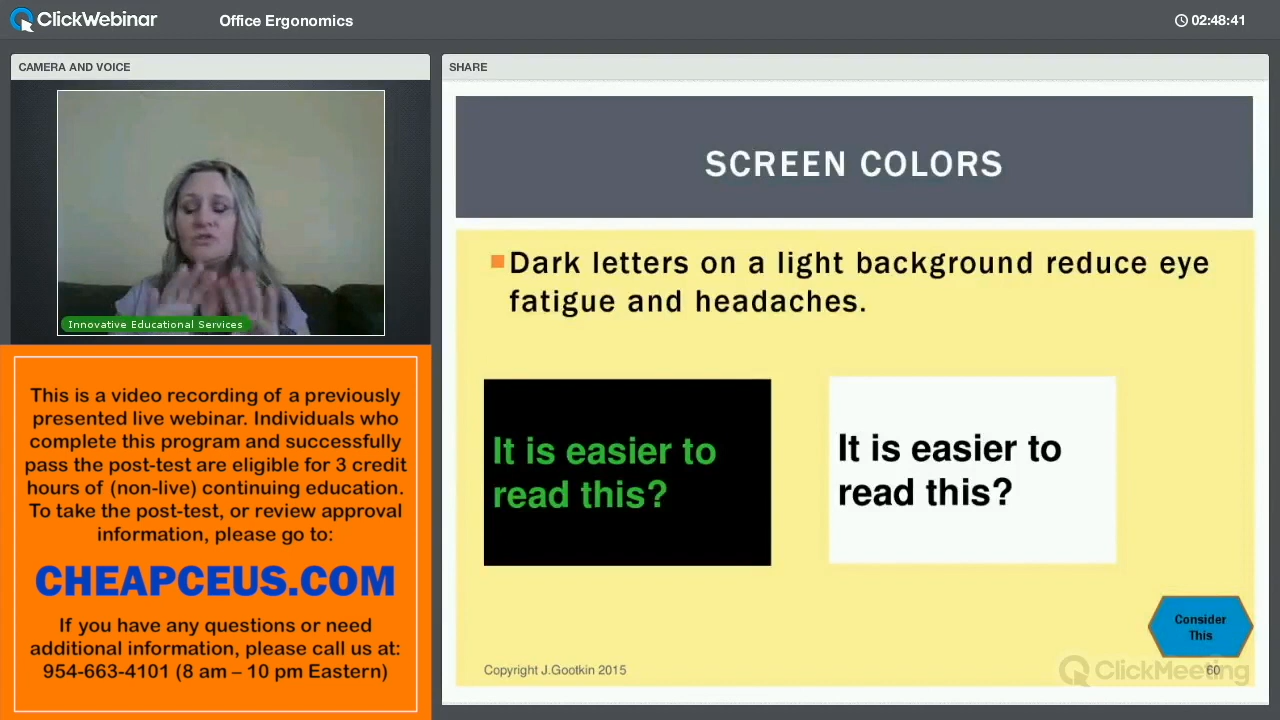 ClickWebinar
Office Ergonomics
02:48:41
CAMERA AND VOICE
Innovative Educational Services
This is a video recording of a previously
presented live webinar. Individuals who
complete this program and successfully
pass the post-test are eligible for 3 credit
hours of (non-live) continuing education.
To take the post-test, or review approval
information, please go to:
CHEAPCEUS.COM
If you have any questions or need
additional information, please call us at:
954-663-4101 (8 am – 10 pm Eastern)
SHARE
SCREEN COLORS
Dark letters on a light background reduce eye
fatigue and headaches.
It is easier to
read this?
It is easier to
read this?
Consider
This
Copyright J.Gootkin 2015
60
ClickMeeting